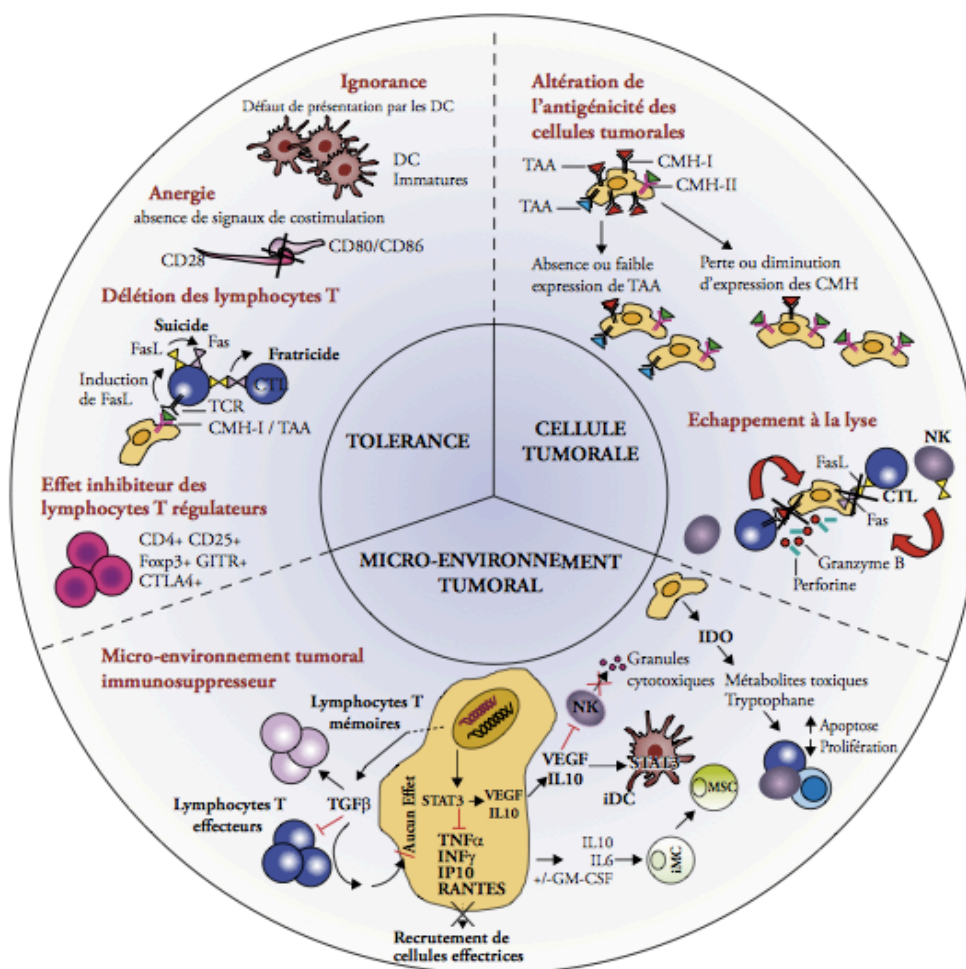 Ignorance
Défaut de présentation par les DC
DC
Immatures
Anergie
absence de signaux de costimulation
CD28
CD80/CD86
Délétion des lymphocytes T
Suicide
FasL
Fas
Fratricide
CTL
Induction
de FasL
TCR
CMH-I / TAA
Effet inhibiteur des
lymphocytes T régulateurs
CD4+ CD25+
Foxp3+ GITR+
CTLA4+
Altération de
l'antigénicité des
cellules tumorales
TAA
CMH-I
CMH-II
TAA
Absence ou faible
expression de TAA
Perte ou diminution
d'expression des CMH
Echappement à la lyse
NK
FasL
CTL
Fas
Granzyme B
Perforine
TOLERANCE
CELLULE
TUMORALE
MICRO-ENVIRONNEMENT
TUMORAL
Micro-environnement tumoral
immunosuppresseur
Lymphocytes T
mémoires
Lymphocytes T
effecteurs
TGFβ
Aucun Effet
STAT3
VEGF
IL10
TNFα
INFγ
IP10
RANTES
Recrutement de
cellules effectrices
VEGF
IL10
NK
Granules
cytotoxiques
STAT3
iDC
IL10
IL6
+/-GM-CSF
iMC
MSC
IDO
Métabolites toxiques
Tryptophane
Apoptose
Prolifération